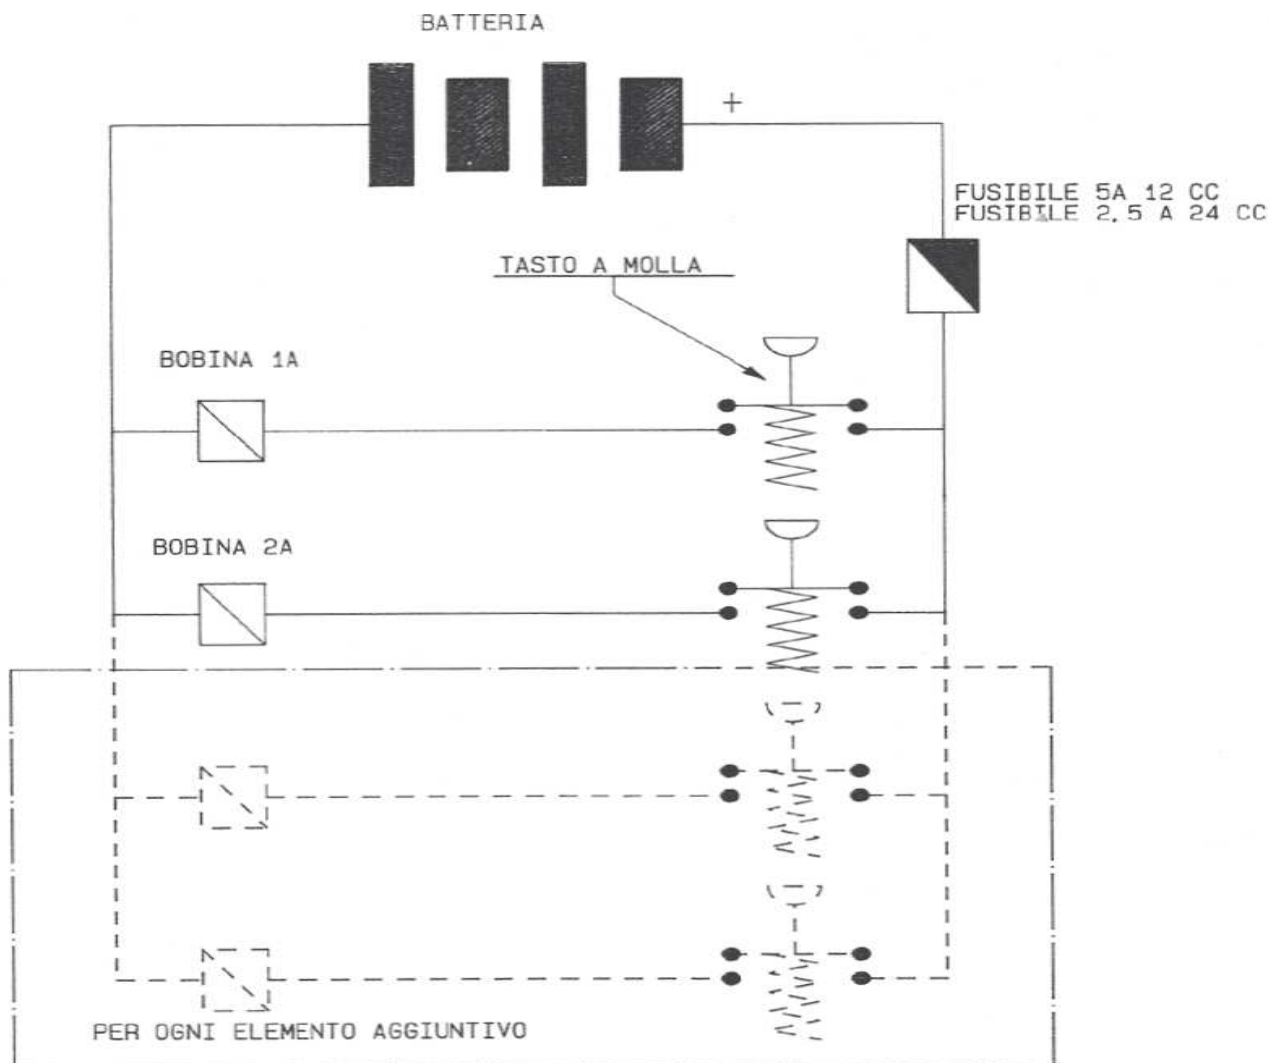 BATTERIA
+
FUSIBILE 5A 12 CC
FUSIBILE 2,5 A 24 CC
TASTO A MOLLA
BOBINA 1A
BOBINA 2A
PER OGNI ELEMENTO AGGIUNTIVO